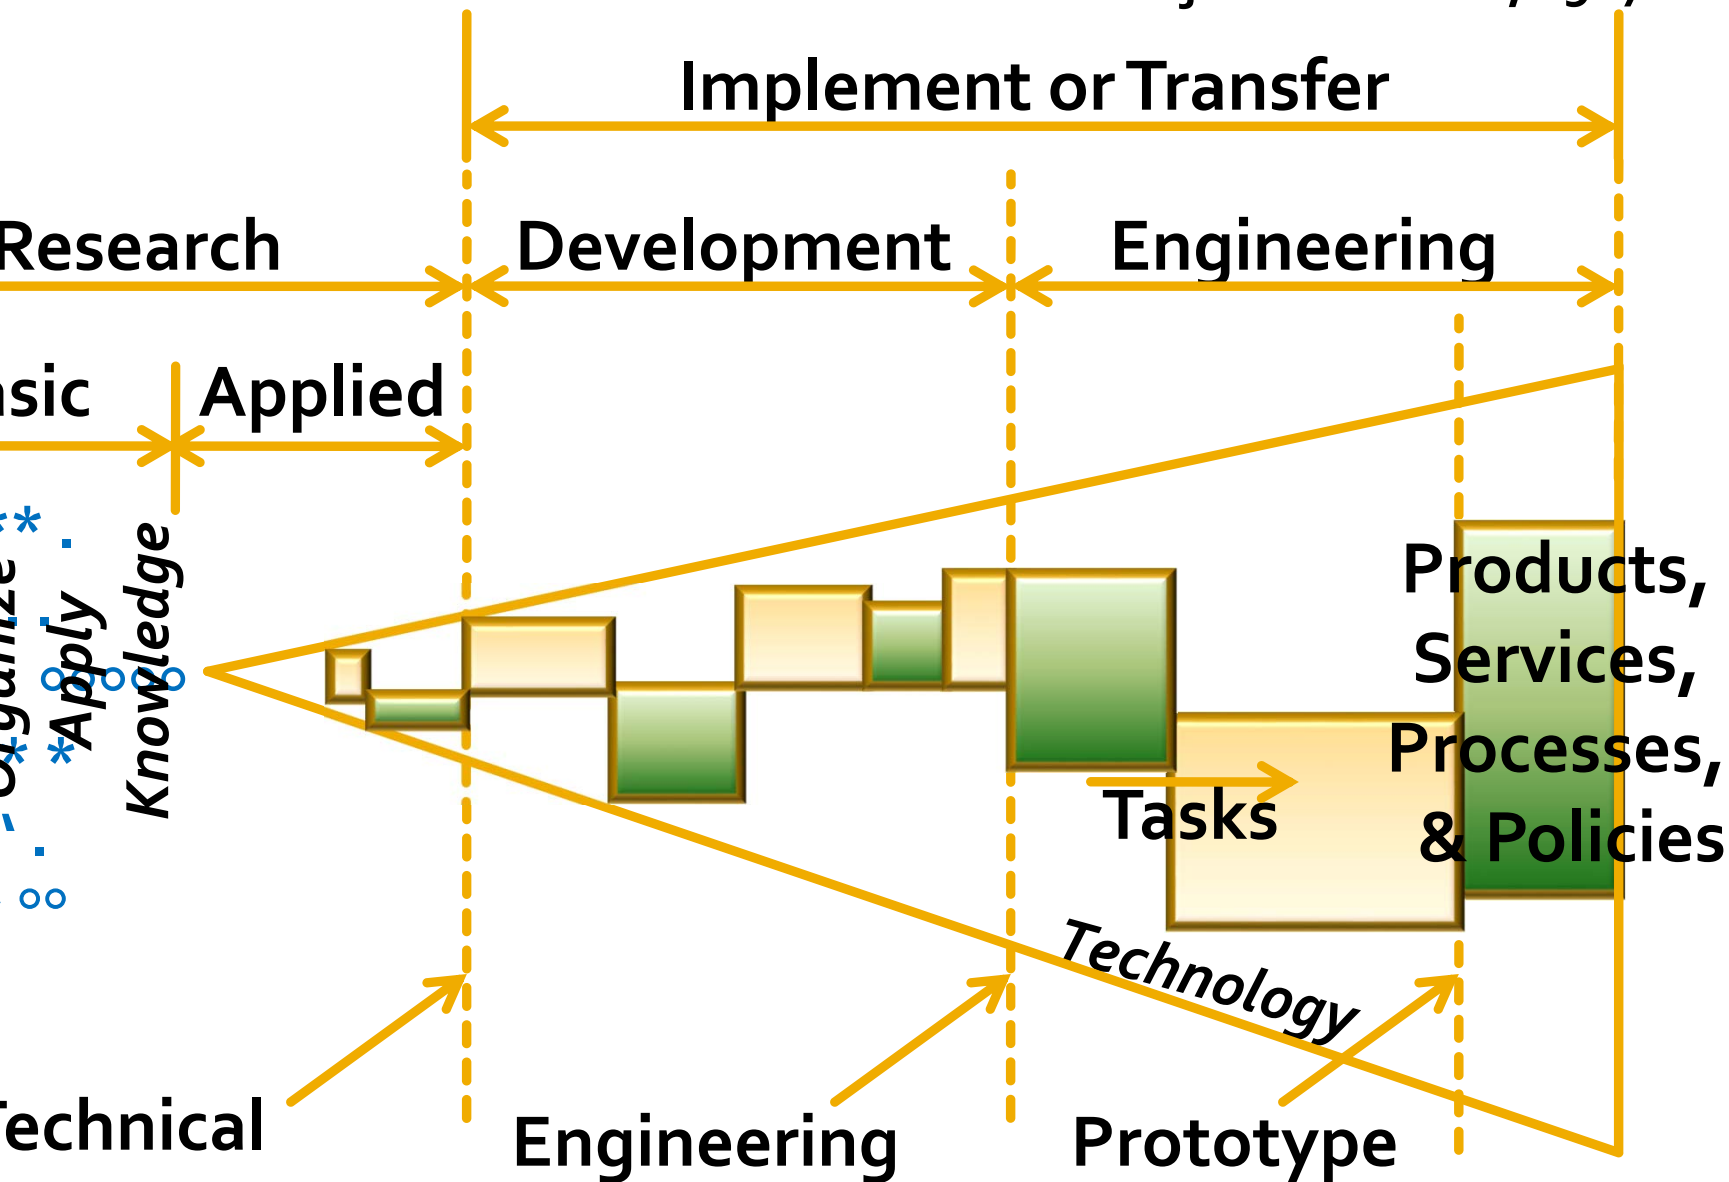 Implement or Transfer
Research
Development
Engineering
Applied
Apply
Knowledge
Products,
Services,
Processes,
& Policies
Tasks
Technology
Technical
Engineering
Prototype